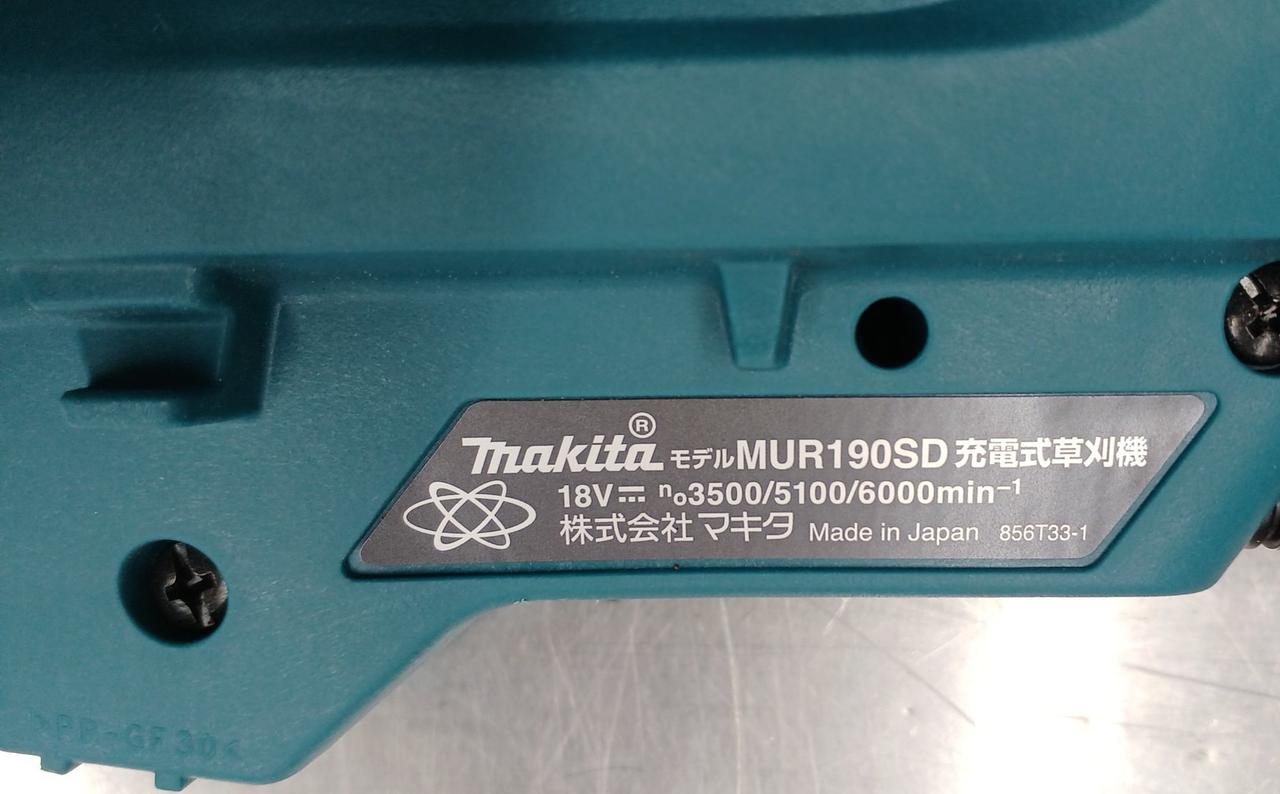 makita® モデルMUR190SD 充電式草刈機
18V⎓ no3500/5100/6000min⁻¹
株式会社 マキタ Made in Japan 856T33-1
>PP-GF30<